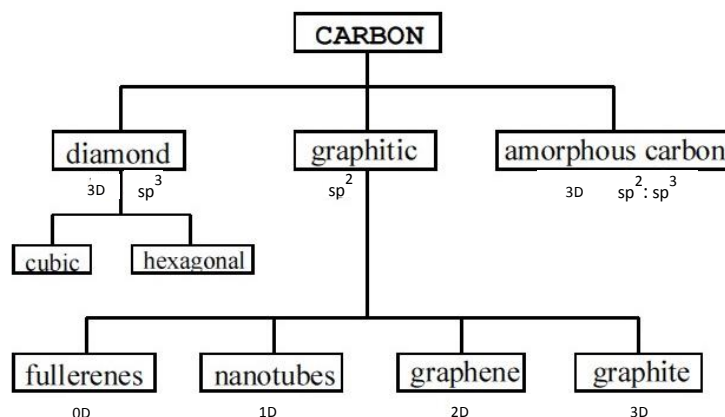 CARBON
diamond graphitic amorphous carbon
3D sp³ sp² 3D sp²: sp³
cubic hexagonal
fullerenes nanotubes graphene graphite
0D 1D 2D 3D